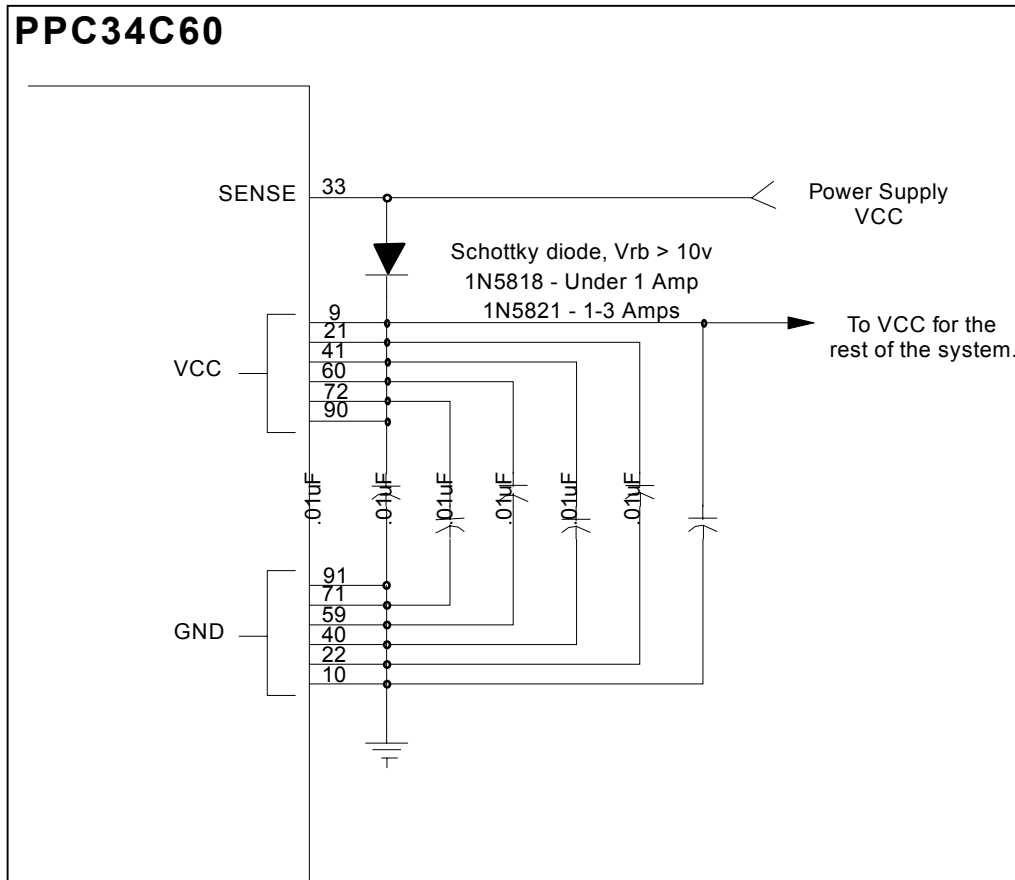 PPC34C60
SENSE
33
Power Supply
VCC
Schottky diode, Vrb > 10v
1N5818 - Under 1 Amp
1N5821 - 1-3 Amps
9
21
41
60
72
90
VCC
To VCC for the
rest of the system.
.01uF
.01uF
.01uF
.01uF
.01uF
.01uF
91
71
59
40
22
10
GND